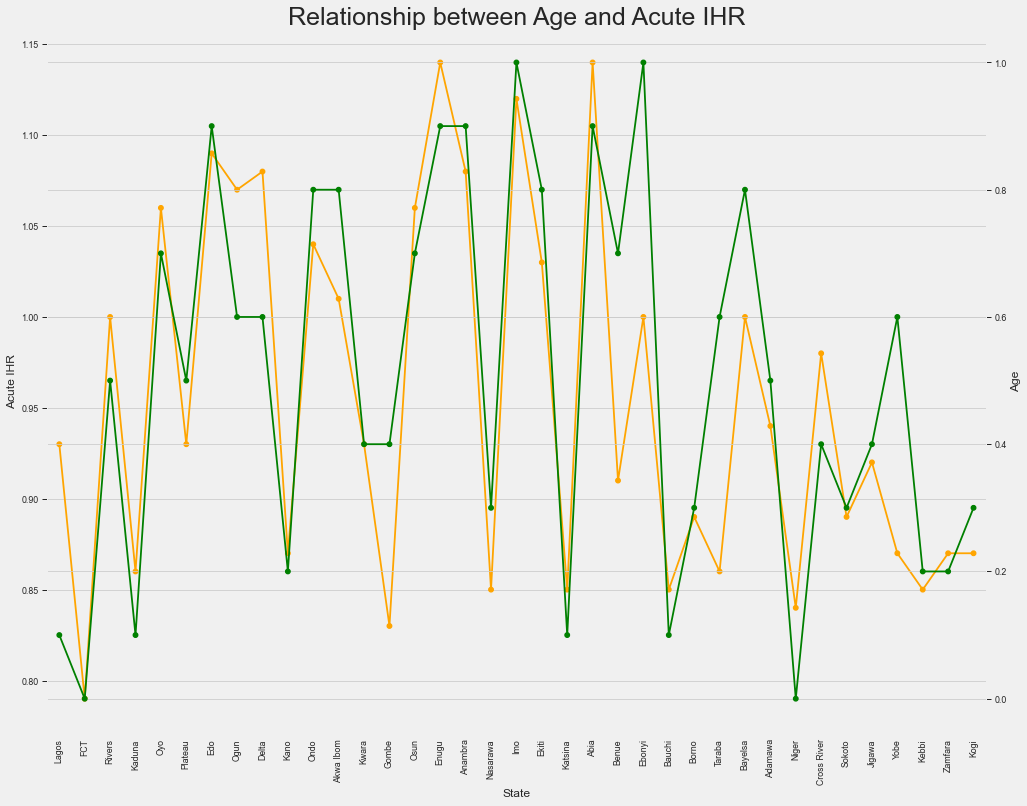 Relationship between Age and Acute IHR
1.15
1.10
1.05
1.00
0.95
0.90
0.85
0.80
Acute IHR
1.0
0.8
0.6
0.4
0.2
0.0
Age
Lagos
FCT
Rivers
Kaduna
Oyo
Plateau
Edo
Ogun
Delta
Kano
Ondo
Akwa Ibom
Kwara
Gombe
Osun
Enugu
Anambra
Nasarawa
Imo
Ekiti
Katsina
Abia
Benue
Ebonyi
Bauchi
Borno
Taraba
Bayelsa
Adamawa
Niger
Cross River
Sokoto
Jigawa
Yobe
Kebbi
Zamfara
Kogi
State